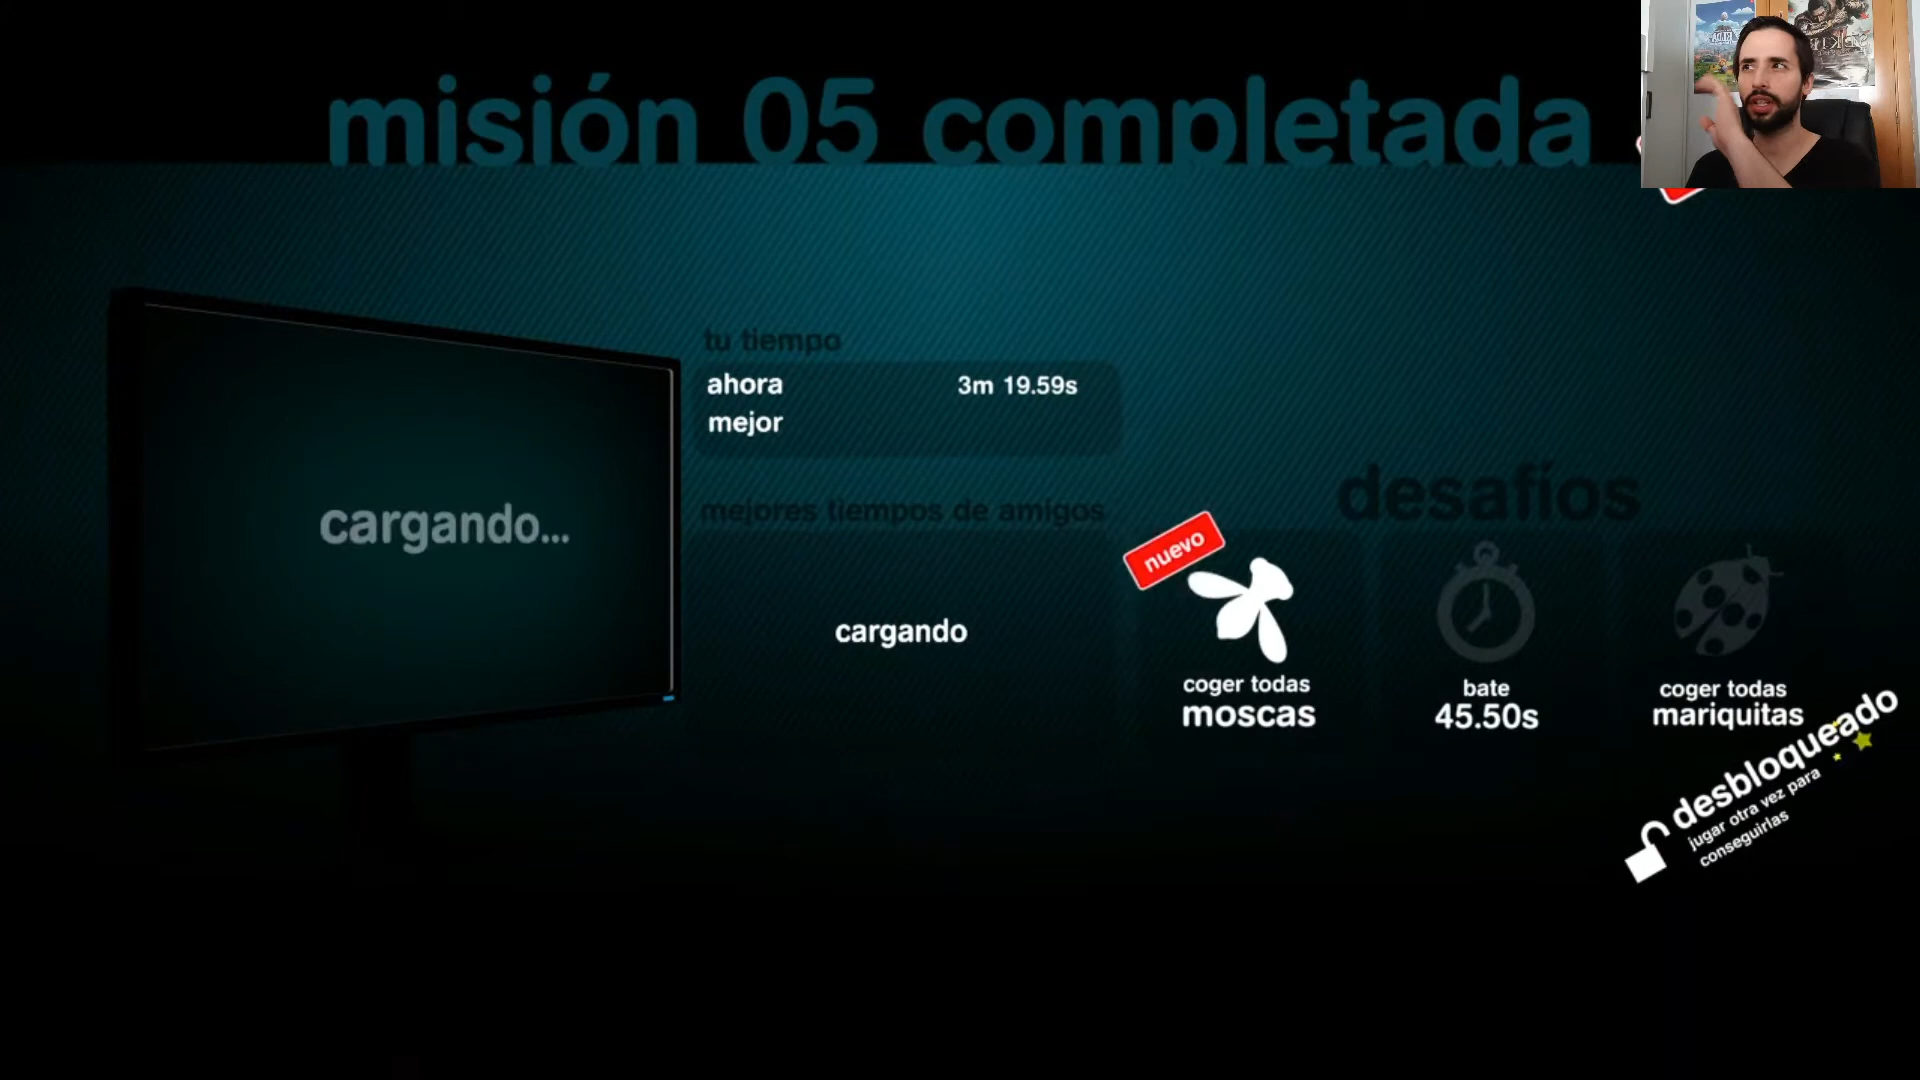 misión 05 completada
tu tiempo
ahora 3m 19.59s
mejor
mejores tiempos de amigos
cargando...
cargando
desafíos
nuevo
coger todas
moscas
bate
45.50s
coger todas
mariquitas
desbloqueado
jugar otra vez para
conseguirlas